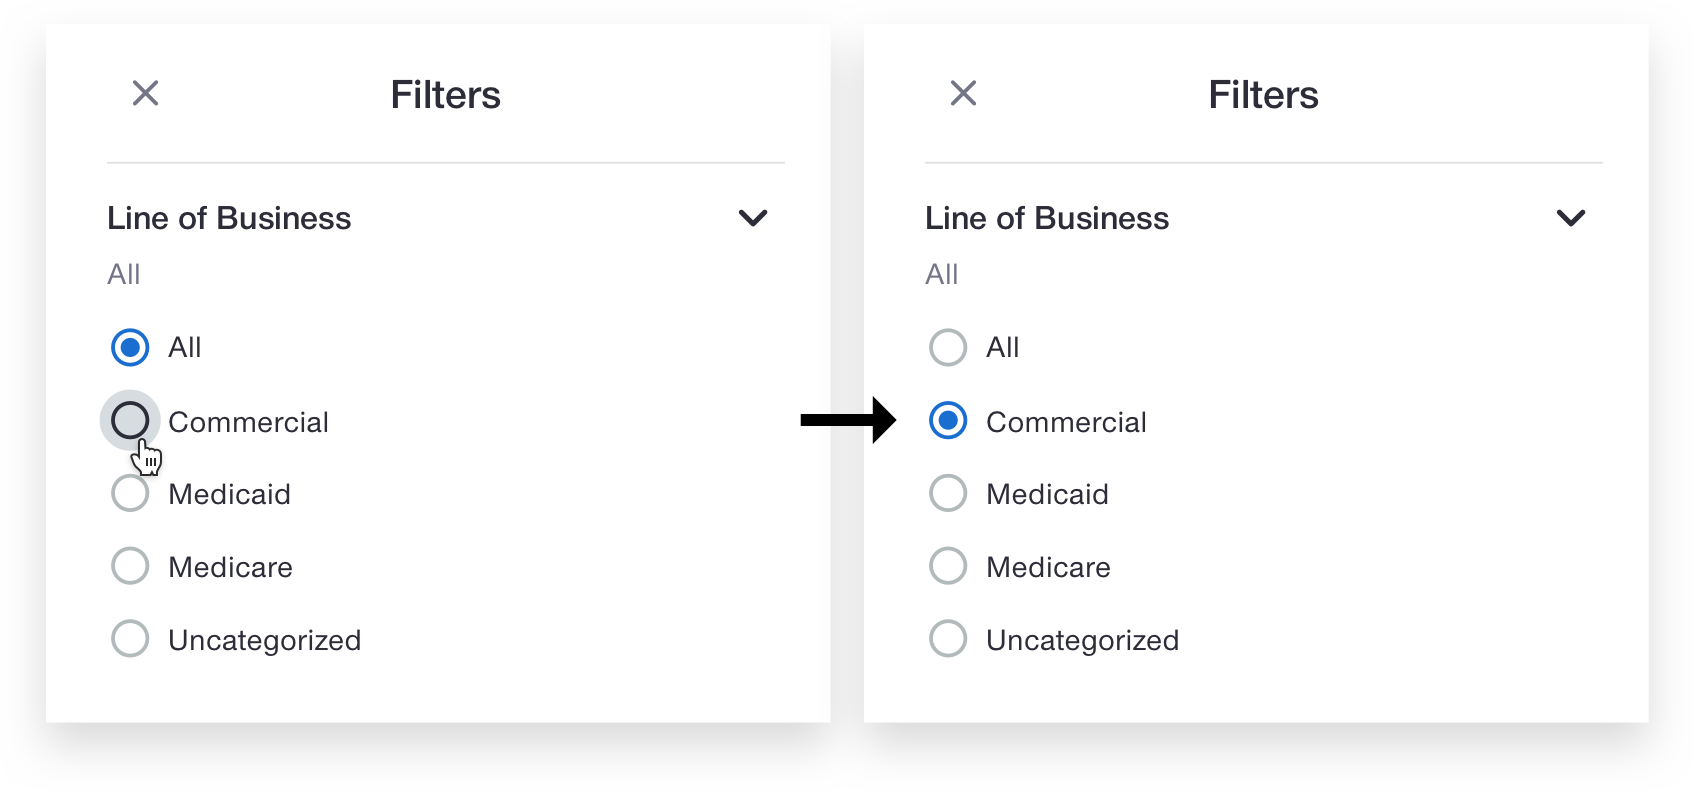 Filters
Line of Business
All
All
Commercial
Medicaid
Medicare
Uncategorized
Filters
Line of Business
All
All
Commercial
Medicaid
Medicare
Uncategorized